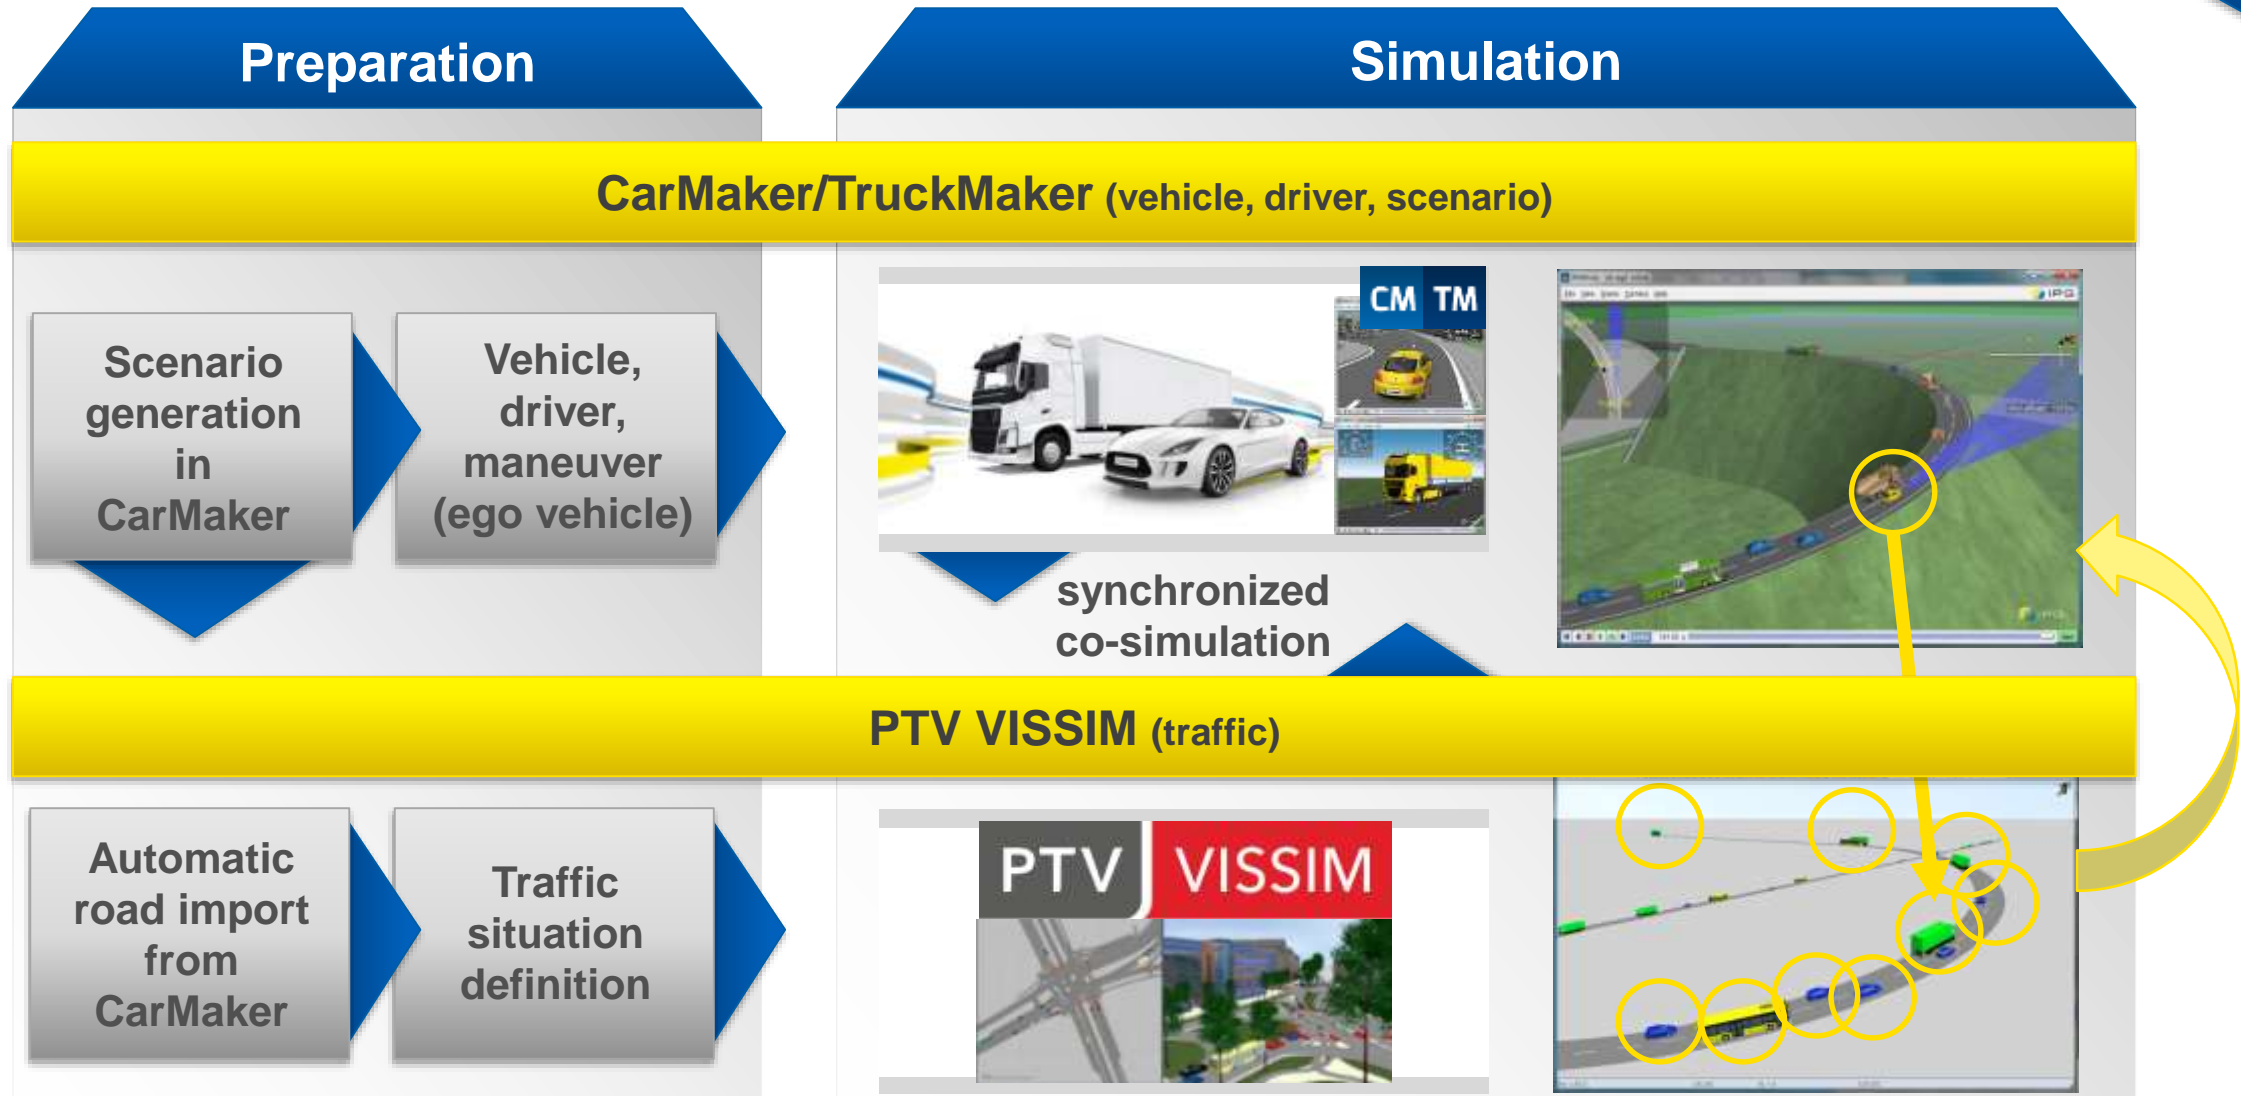 Preparation
Simulation
CarMaker/TruckMaker (vehicle, driver, scenario)
Scenario
generation
in
CarMaker
Vehicle,
driver,
maneuver
(ego vehicle)
CM TM
IPG
synchronized
co-simulation
PTV VISSIM (traffic)
Automatic
road import
from
CarMaker
Traffic
situation
definition
PTV VISSIM